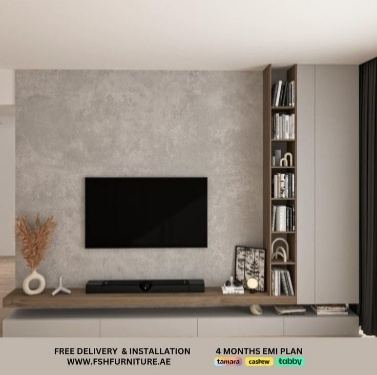 FREE DELIVERY & INSTALLATION
WWW.FSHFURNITURE.AE
4 MONTHS EMI PLAN
tamara cashew tabby